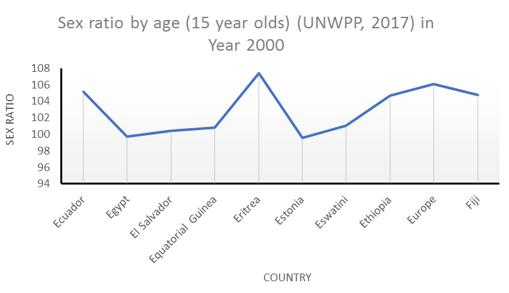 Sex ratio by age (15 year olds) (UNWPP, 2017) in
Year 2000
SEX RATIO
108
106
104
102
100
98
96
94
Ecuador
Egypt
El Salvador
Equatorial Guinea
Eritrea
Estonia
Eswatini
Ethiopia
Europe
Fiji
COUNTRY